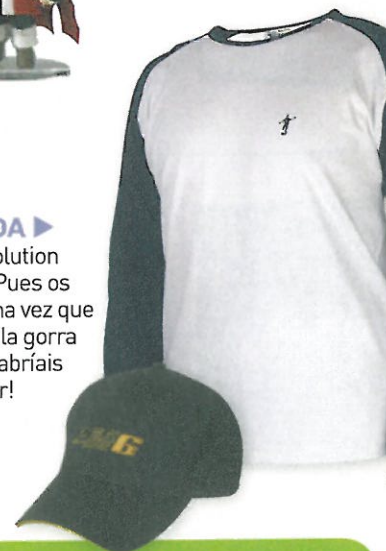 DA ▶
olution
Pues os
na vez que
la gorra
abríais
r!
G